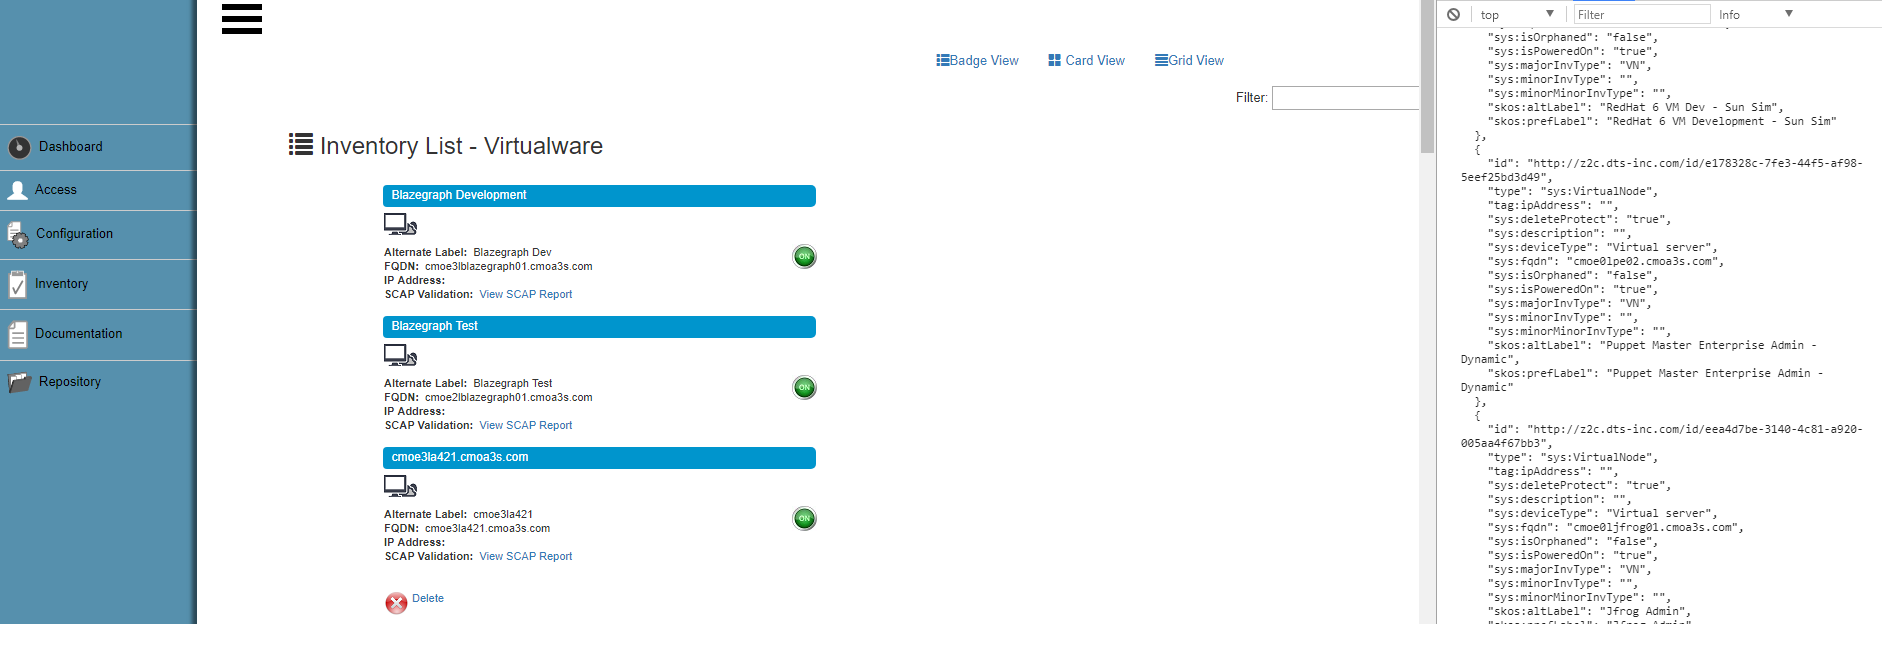 Dashboard
Access
Configuration
Inventory
Documentation
Repository
Badge View
Card View
Grid View
Filter:
Inventory List - Virtualware
Blazegraph Development
Alternate Label: Blazegraph Dev
FQDN: cmoe3lblazegraph01.cmoa3s.com
IP Address:
SCAP Validation: View SCAP Report
ON
Blazegraph Test
Alternate Label: Blazegraph Test
FQDN: cmoe2lblazegraph01.cmoa3s.com
IP Address:
SCAP Validation: View SCAP Report
ON
cmoe3la421.cmoa3s.com
Alternate Label: cmoe3la421
FQDN: cmoe3la421.cmoa3s.com
IP Address:
SCAP Validation: View SCAP Report
ON
Delete
top
Filter
Info
"sys:isOrphaned": "false",
"sys:isPoweredOn": "true",
"sys:majorInvType": "VN",
"sys:minorInvType": "",
"sys:minorMinorInvType": "",
"skos:altLabel": "RedHat 6 VM Dev - Sun Sim",
"skos:prefLabel": "RedHat 6 VM Development - Sun Sim"
},
{
"id": "http://z2c.dts-inc.com/id/e178328c-7fe3-44f5-af98-
5eef25bd3d49",
"type": "sys:VirtualNode",
"tag:ipAddress": "",
"sys:deleteProtect": "true",
"sys:description": "",
"sys:deviceType": "Virtual server",
"sys:fqdn": "cmoe0lpe02.cmoa3s.com",
"sys:isOrphaned": "false",
"sys:isPoweredOn": "true",
"sys:majorInvType": "VN",
"sys:minorInvType": "",
"sys:minorMinorInvType": "",
"skos:altLabel": "Puppet Master Enterprise Admin -
Dynamic",
"skos:prefLabel": "Puppet Master Enterprise Admin -
Dynamic"
},
{
"id": "http://z2c.dts-inc.com/id/eea4d7be-3140-4c81-a920-
005aa4f67bb3",
"type": "sys:VirtualNode",
"tag:ipAddress": "",
"sys:deleteProtect": "true",
"sys:description": "",
"sys:deviceType": "Virtual server",
"sys:fqdn": "cmoe0ljfrog01.cmoa3s.com",
"sys:isOrphaned": "false",
"sys:isPoweredOn": "true",
"sys:majorInvType": "VN",
"sys:minorInvType": "",
"sys:minorMinorInvType": "",
"skos:altLabel": "Jfrog Admin",
"skos:prefLabel": "Jfrog Admin"